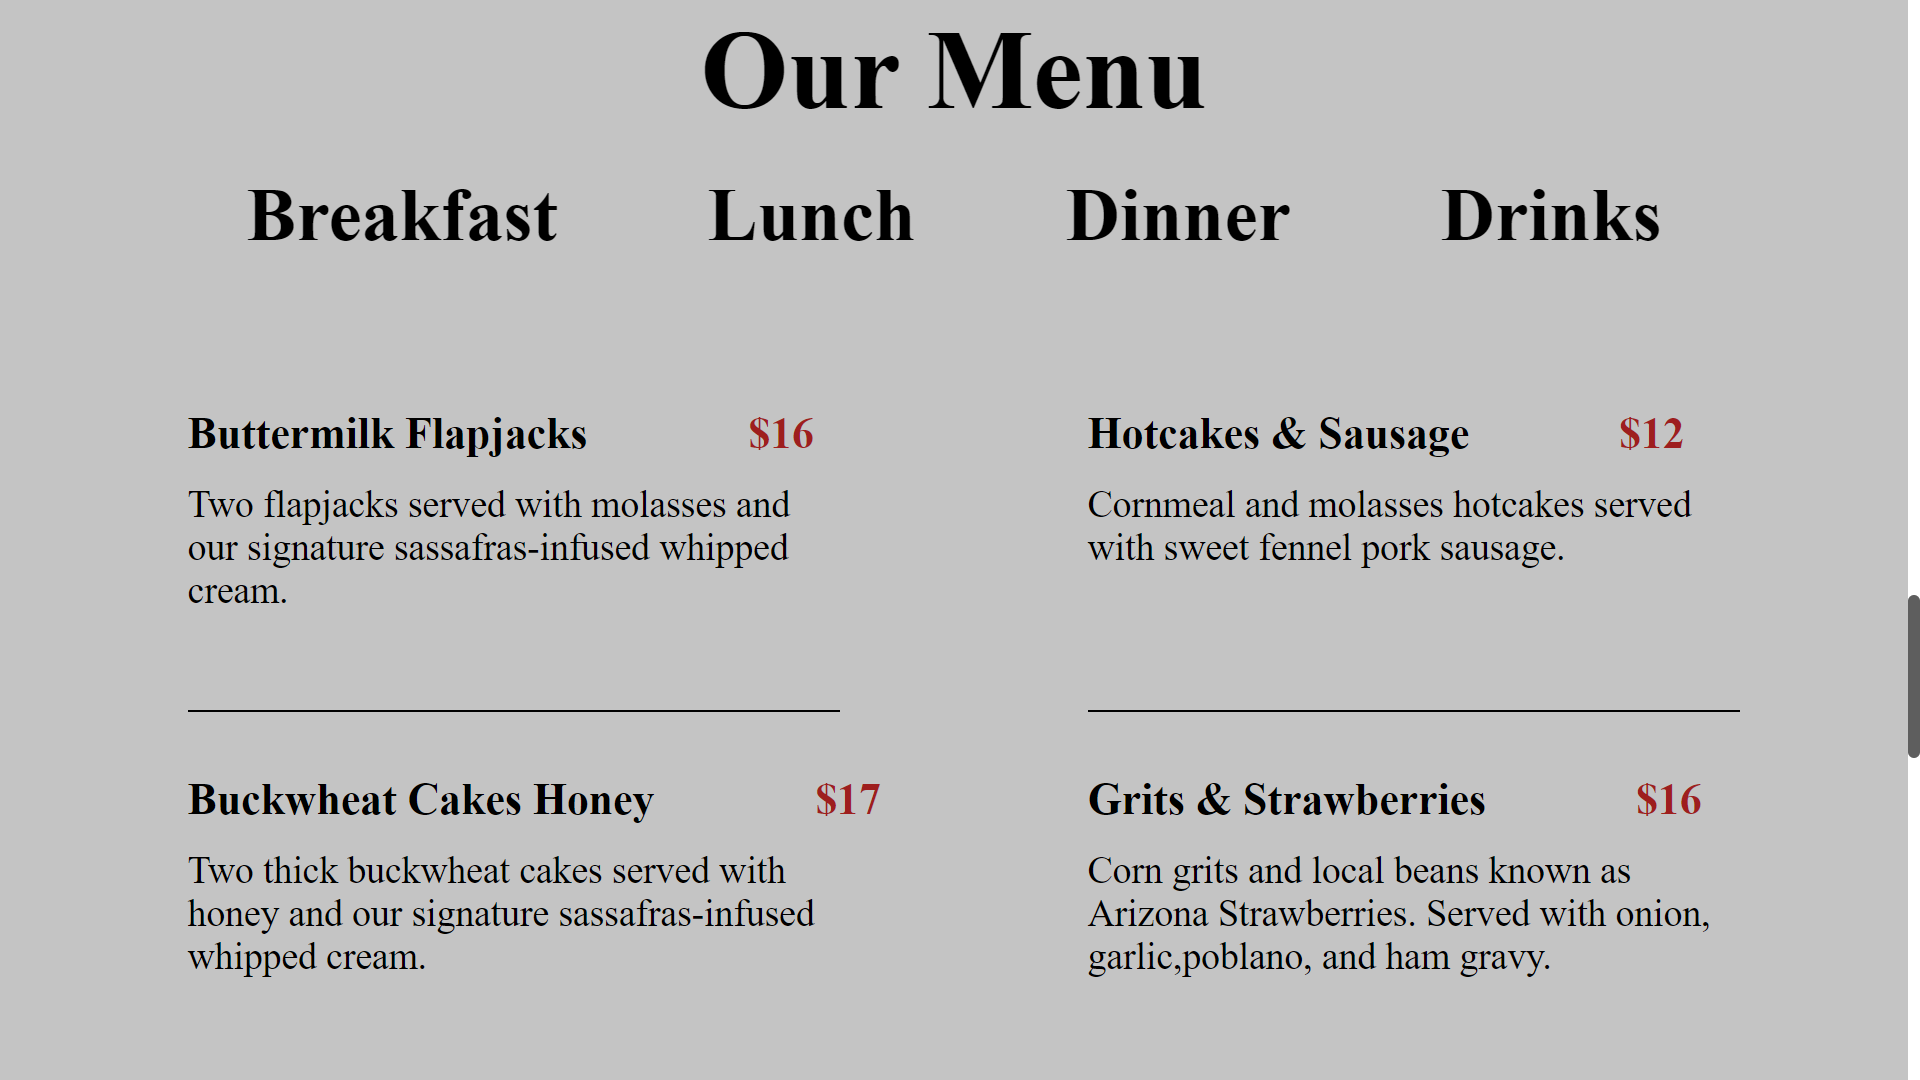 Our Menu
Breakfast Lunch Dinner Drinks
Buttermilk Flapjacks $16
Two flapjacks served with molasses and
our signature sassafras-infused whipped
cream.
Hotcakes & Sausage $12
Cornmeal and molasses hotcakes served
with sweet fennel pork sausage.
Buckwheat Cakes Honey $17
Two thick buckwheat cakes served with
honey and our signature sassafras-infused
whipped cream.
Grits & Strawberries $16
Corn grits and local beans known as
Arizona Strawberries. Served with onion,
garlic,poblano, and ham gravy.